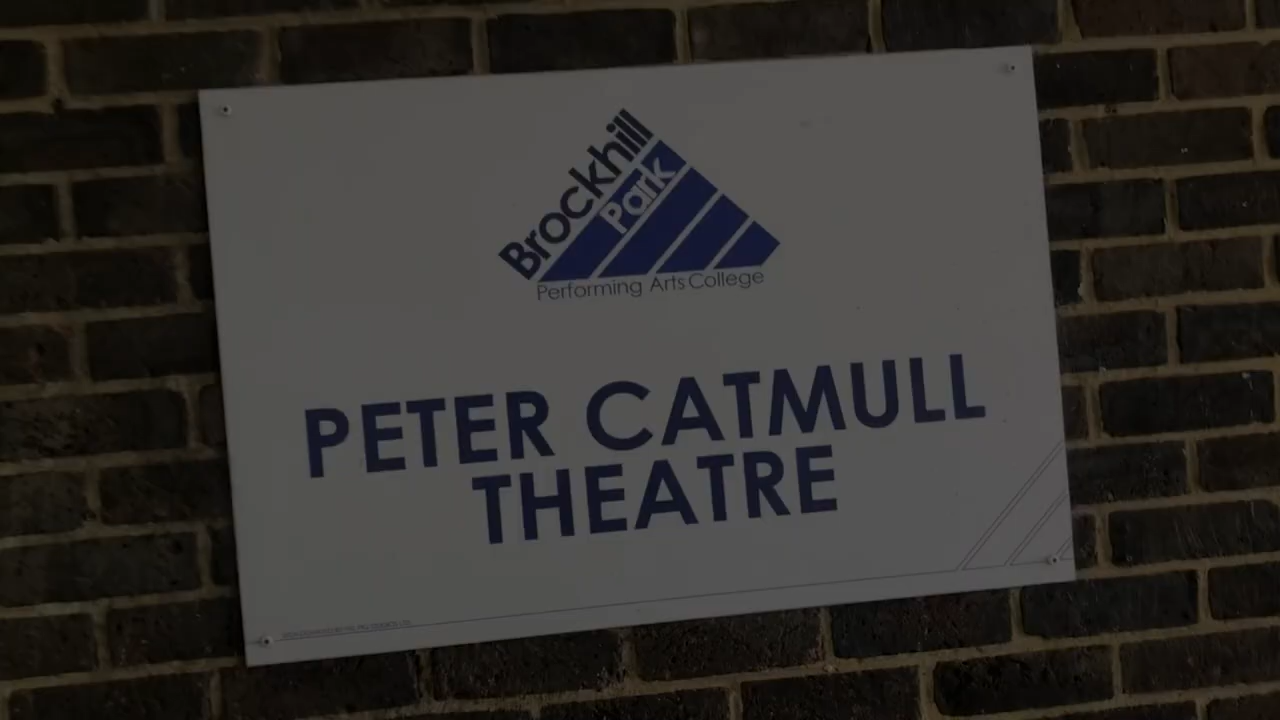 Brockhill
Park
Performing Arts College
PETER CATMULL
THEATRE